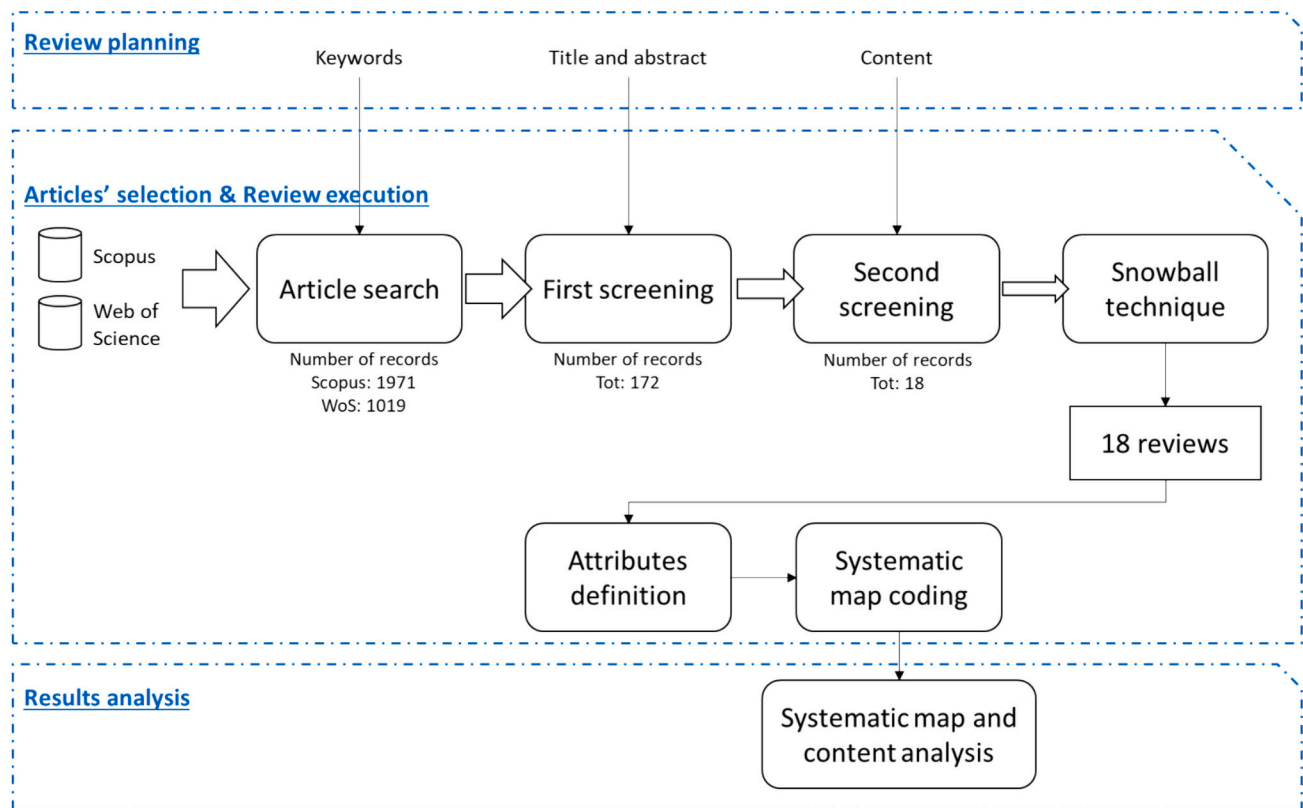 Review planning
Keywords
Title and abstract
Content
Articles’ selection & Review execution
Scopus
Web of
Science
Article search
Number of records
Scopus: 1971
WoS: 1019
First screening
Number of records
Tot: 172
Second
screening
Number of records
Tot: 18
Snowball
technique
18 reviews
Attributes
definition
Systematic
map coding
Results analysis
Systematic map and
content analysis